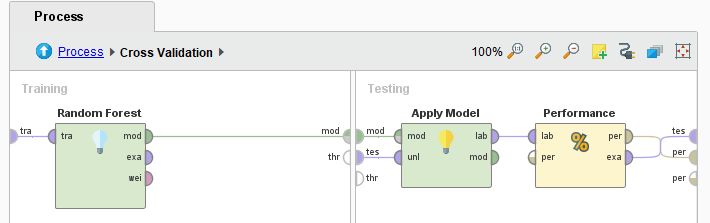 Process
Process Cross Validation 100%
Training Testing
Random Forest Apply Model Performance
tra tra mod mod mod mod lab lab per tes
exa thr tes unl mod per exa per
wei thr per